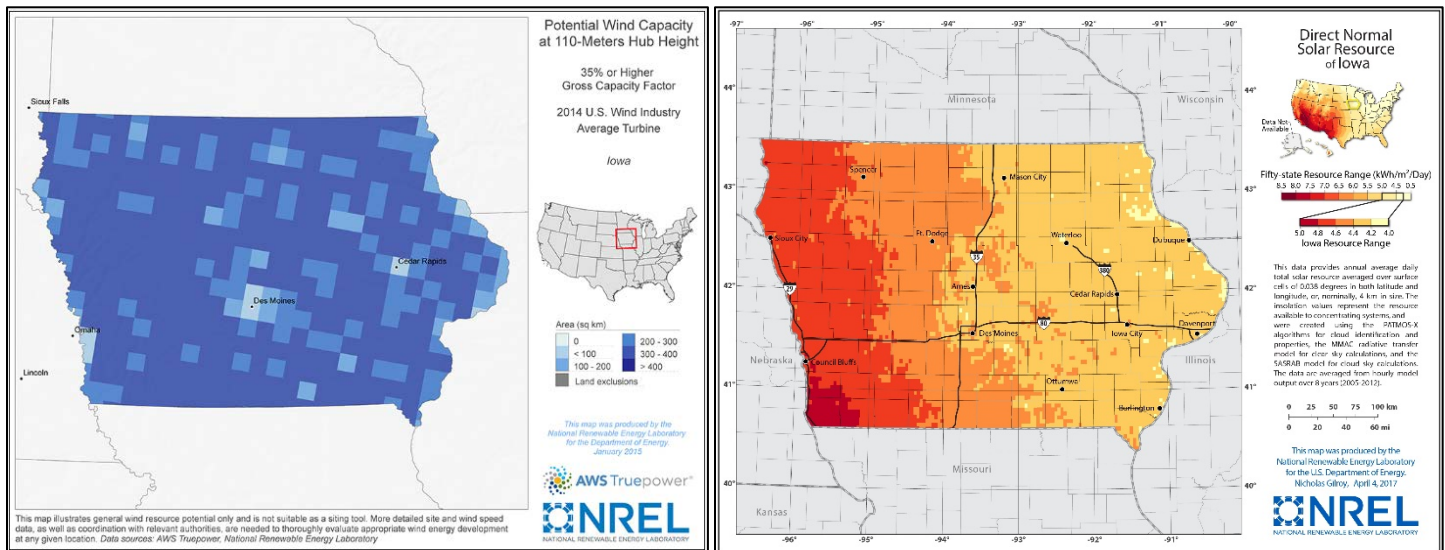 Potential Wind Capacity
at 110-Meters Hub Height
35% or Higher
Gross Capacity Factor
2014 U.S. Wind Industry
Average Turbine
Iowa
Sioux Falls
Cedar Rapids
Des Moines
Omaha
Lincoln
Area (sq km)
0
< 100
100 - 200
200 - 300
300 - 400
> 400
Land exclusions
This map was produced by the
National Renewable Energy Laboratory
for the Department of Energy.
January 2015
AWS Truepower®
NREL
NATIONAL RENEWABLE ENERGY LABORATORY
This map illustrates general wind resource potential only and is not suitable as a siting tool. More detailed site and wind speed
data, as well as coordination with relevant authorities, are needed to thoroughly evaluate appropriate wind energy development
at any given location. Data sources: AWS Truepower, National Renewable Energy Laboratory
-97° -96° -95° -94° -93° -92° -91° -90°
44° 44°
43° 43°
42° 42°
41° 41°
40° 40°
-96° -95° -94° -93° -92° -91°
Minnesota
Wisconsin
Spencer
Mason City
Sioux City
Ft. Dodge
Waterloo
Dubuque
35
380
29
Ames
Cedar Rapids
80
Des Moines
Iowa City
Davenport
Nebraska
Council Bluffs
Illinois
Ottumwa
Burlington
Missouri
Kansas
Direct Normal
Solar Resource
of Iowa
Data Not
Available
Fifty-state Resource Range (kWh/m²/Day)
8.5 8.0 7.5 7.0 6.5 6.0 5.5 5.0 4.5 0.5
5.0 4.8 4.6 4.4 4.2 4.0
Iowa Resource Range
This data provides annual average daily
total solar resource averaged over surface
cells of 0.038 degrees in both latitude and
longitude, or, nominally, 4 km in size. The
insolation values represent the resource
available to concentrating systems, and
were created using the PATMOS-X
algorithms for cloud identification and
properties, the MMAC radiative transfer
model for clear sky calculations, and the
SASRAB model for cloud sky calculations.
The data are averaged from hourly model
output over 8 years (2005-2012).
0 25 50 75 100 km
0 20 40 60 mi
This map was produced by the
National Renewable Energy Laboratory
for the U.S. Department of Energy.
Nicholas Gilroy, April 4, 2017
NREL
NATIONAL RENEWABLE ENERGY LABORATORY